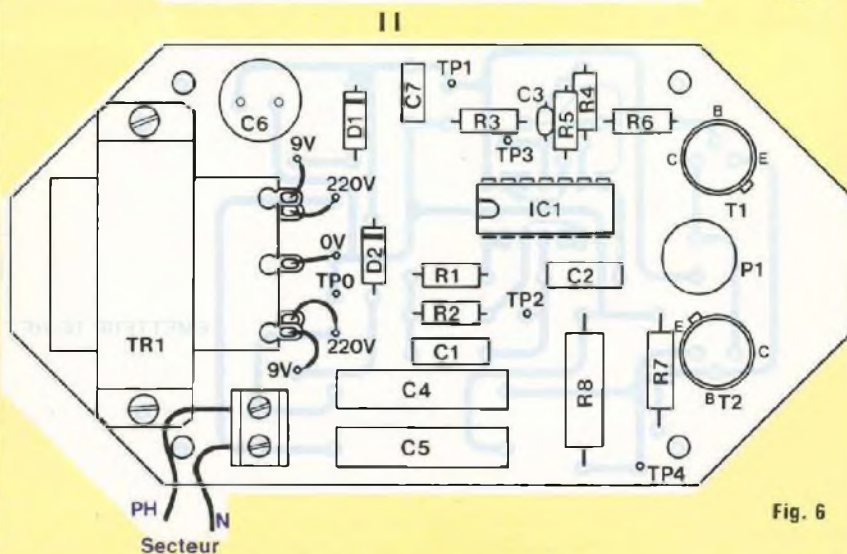 II
TP1
C7
C3
R4
R5
B
C6
D1
R3
R6
9V
TP3
C
E
220V
IC1
T1
0V
D2
TP0
R1
C2
P1
R2
TP2
E
TR1
220V
C1
C
9V
C4
R8
R7
B
T2
C5
TP4
PH
N
Secteur
Fig. 6